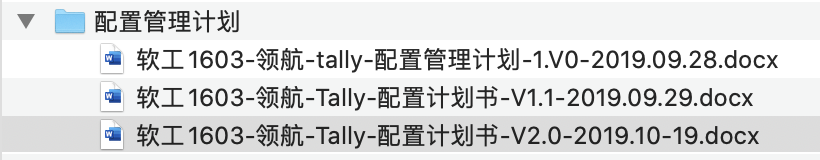 配置管理计划
软工1603-领航-tally-配置管理计划-1.V0-2019.09.28.docx
软工1603-领航-Tally-配置计划书-V1.1-2019.09.29.docx
软工1603-领航-Tally-配置计划书-V2.0-2019.10-19.docx